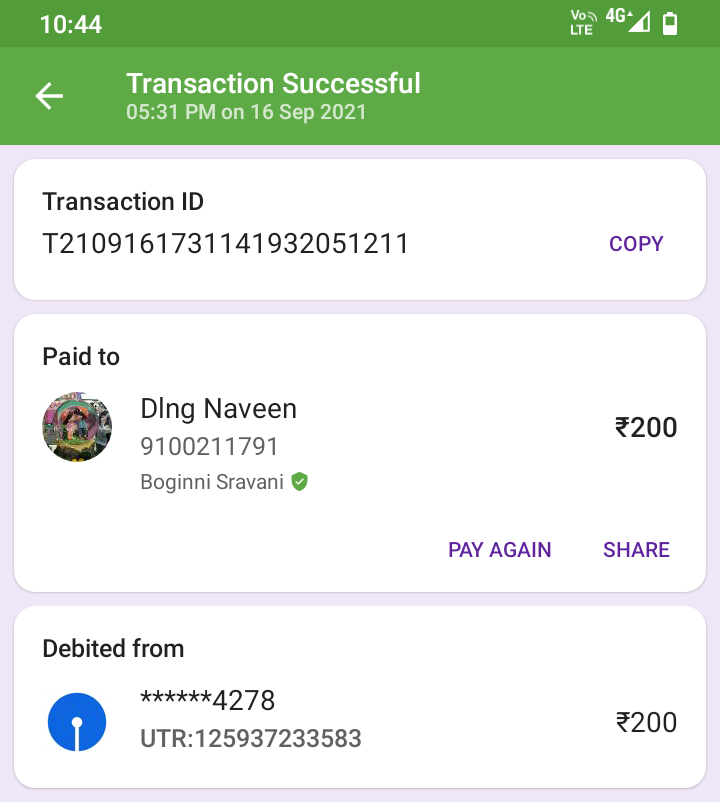 10:44
Vo LTE 4G
Transaction Successful
05:31 PM on 16 Sep 2021
Transaction ID
T2109161731141932051211
COPY
Paid to
Dlng Naveen
₹200
9100211791
Boginni Sravani
PAY AGAIN
SHARE
Debited from
******4278
₹200
UTR:125937233583